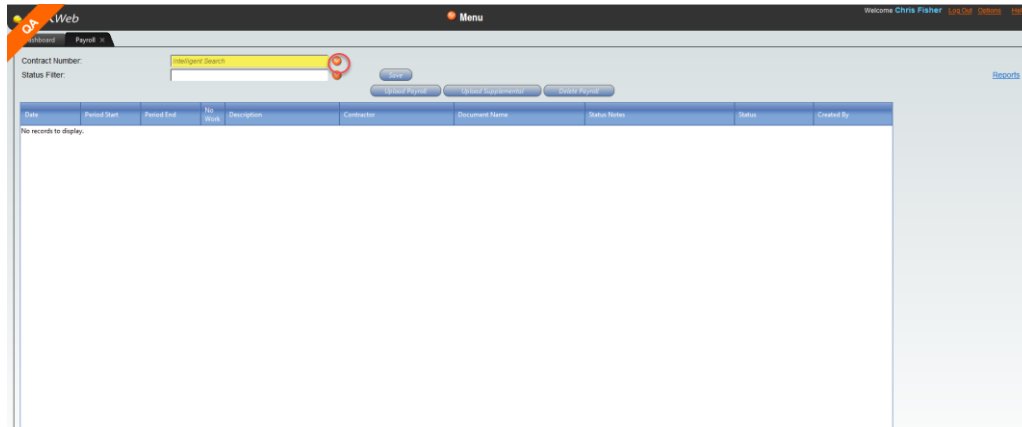 QA
Web
Menu
Welcome Chris Fisher Log Out Options
Dashboard Payroll ×
Contract Number: Intelligent Search
Status Filter: Save
Reports
Upload Payroll Upload Supplemental Delete Payroll
Date Period Start Period End No Work Description Contractor Document Name Status Notes Status Created By
No records to display.